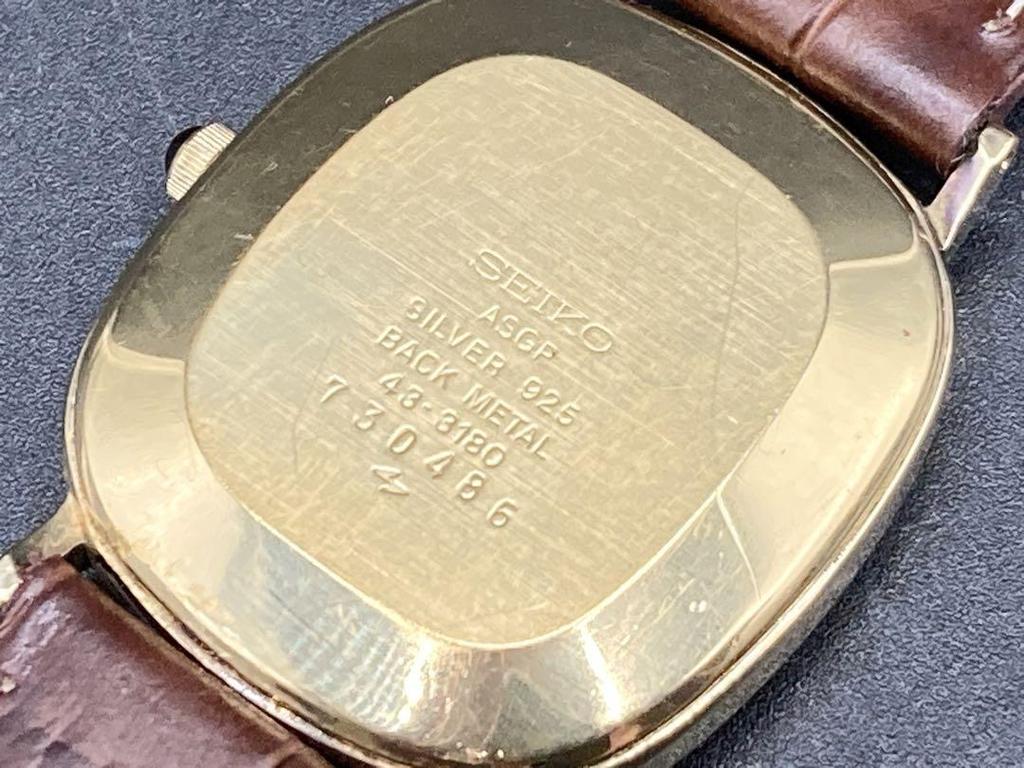 SEIKO
ASGP
SILVER 925
BACK METAL
43-8180
730486